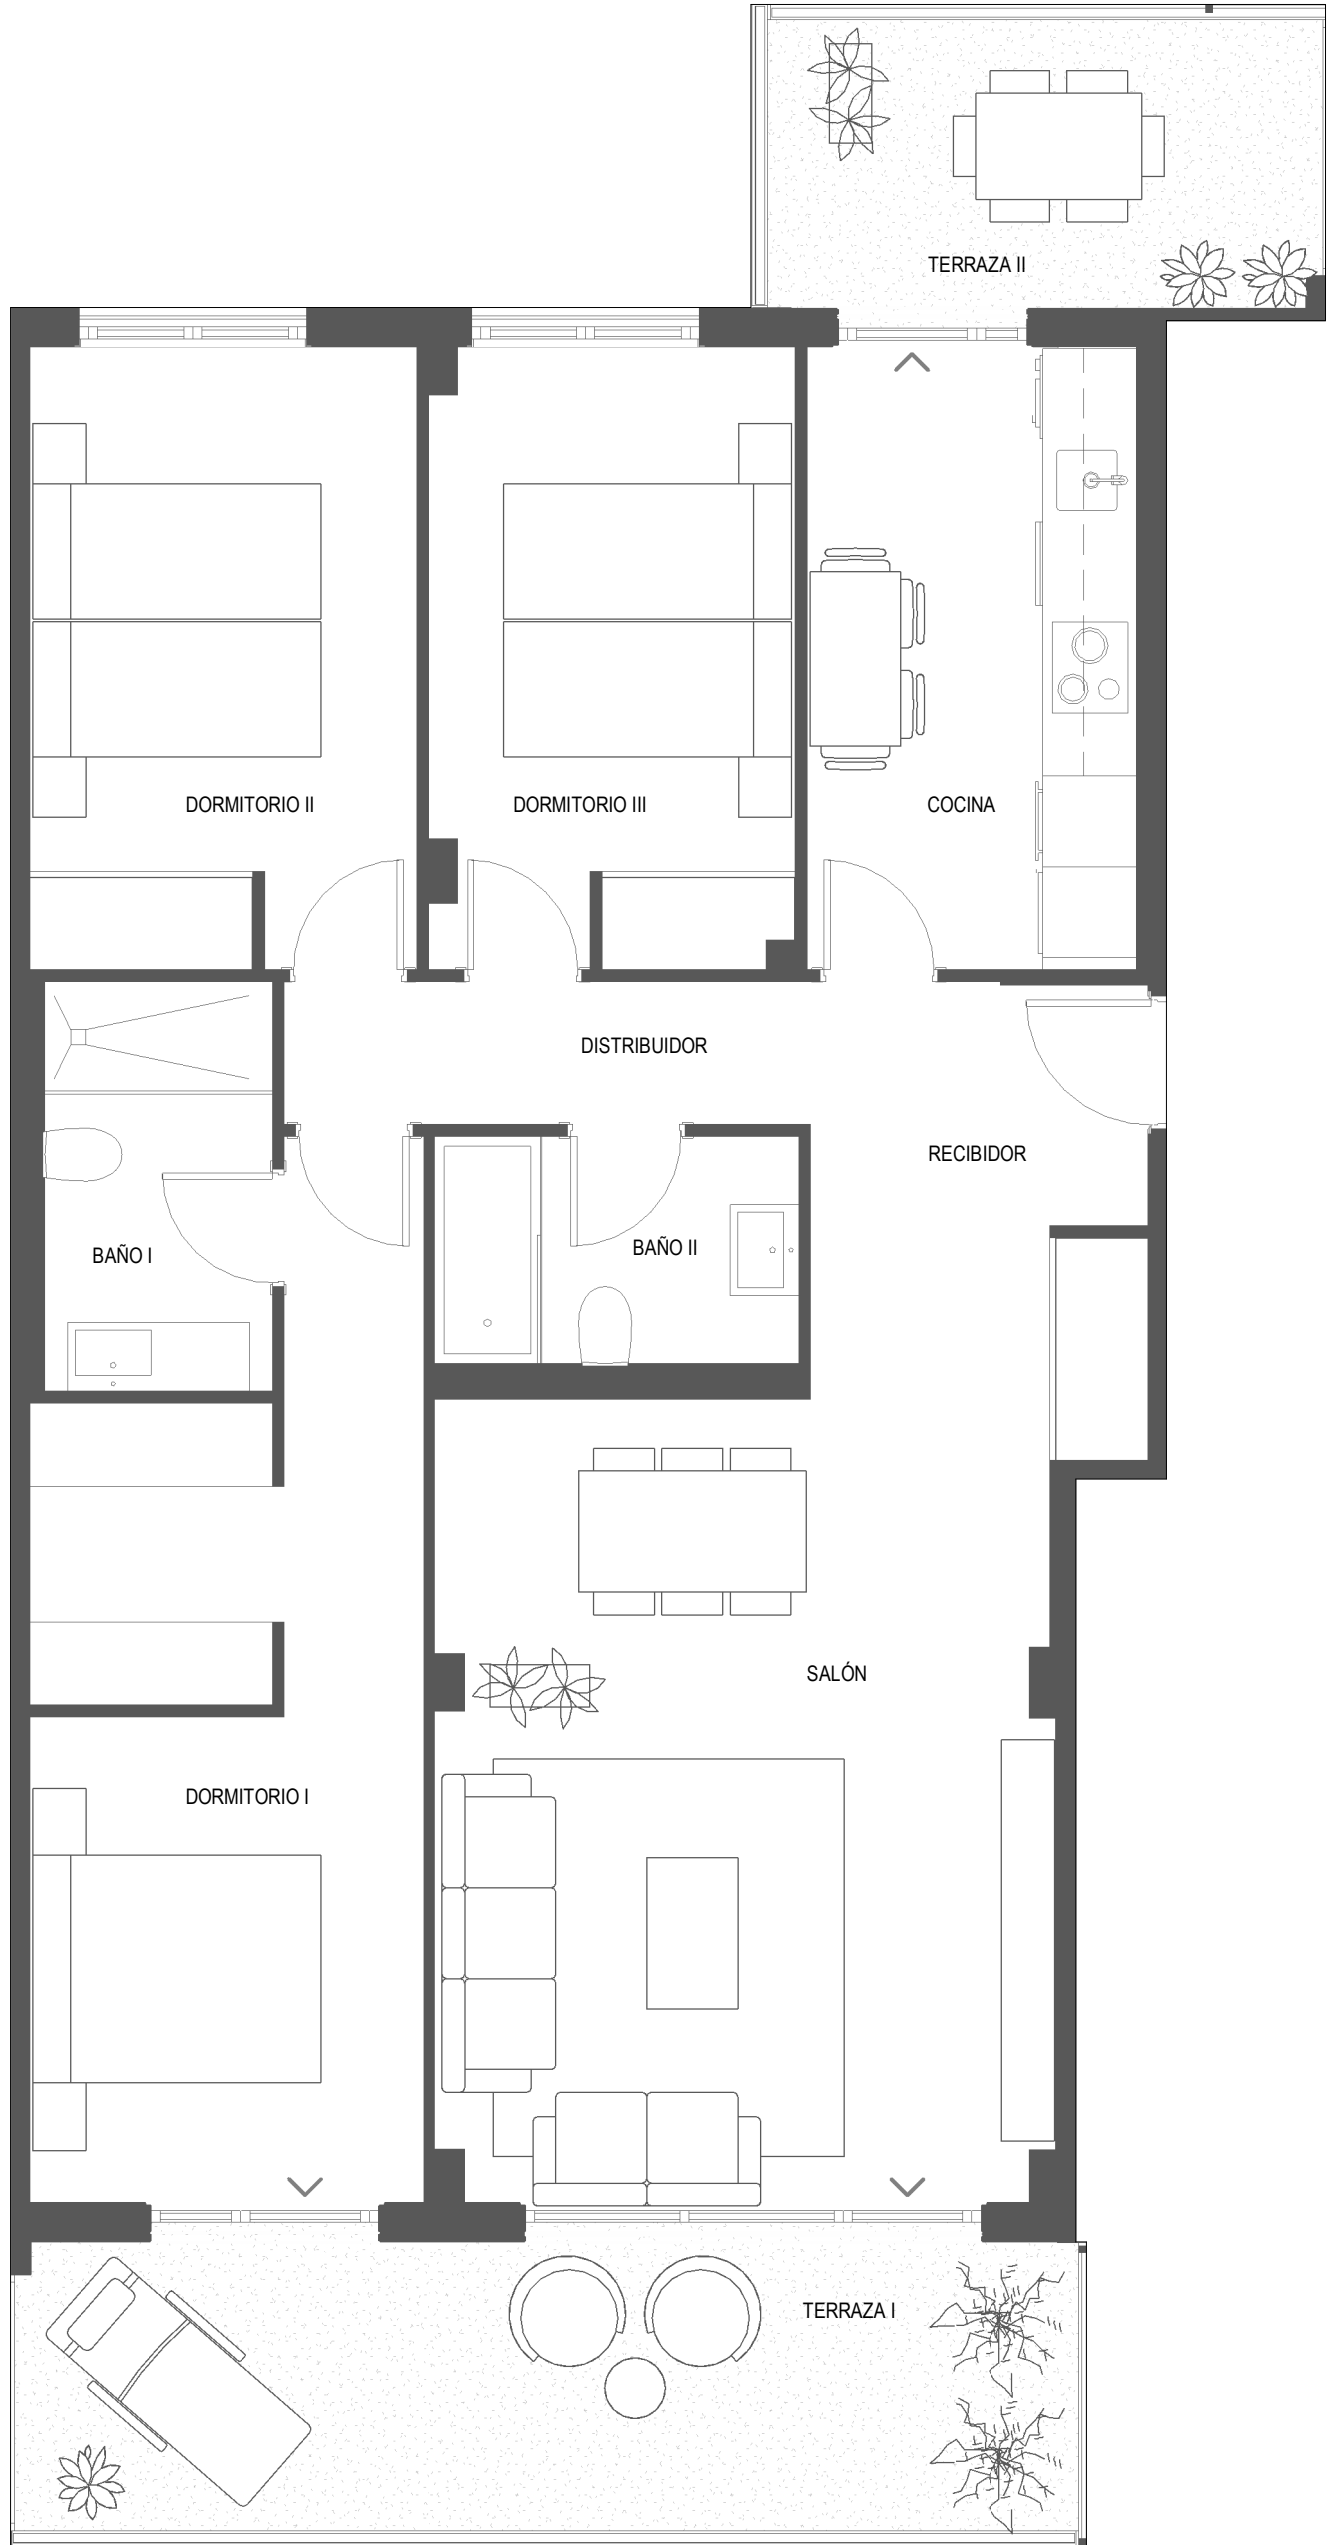 TERRAZA II
DORMITORIO II
DORMITORIO III
COCINA
DISTRIBUIDOR
RECIBIDOR
BAÑO I
BAÑO II
SALÓN
DORMITORIO I
TERRAZA I